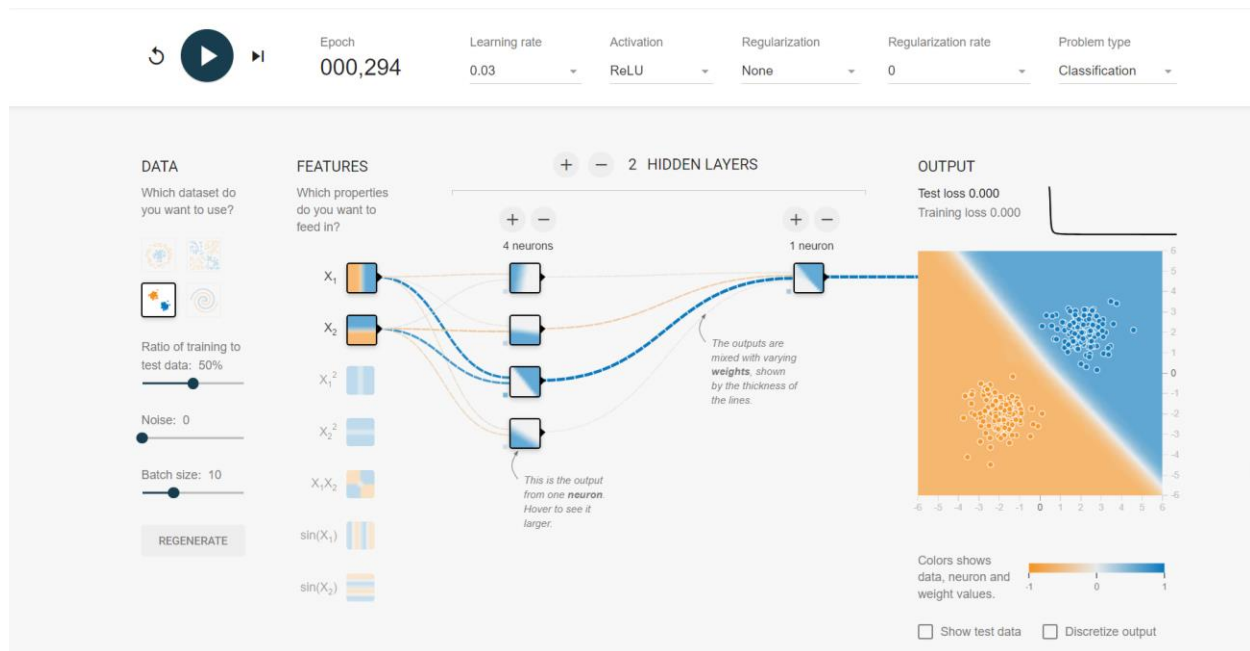 Epoch
000,294
Learning rate
0.03
Activation
ReLU
Regularization
None
Regularization rate
0
Problem type
Classification
DATA
Which dataset do
you want to use?
Ratio of training to
test data: 50%
Noise: 0
Batch size: 10
REGENERATE
FEATURES
Which properties
do you want to
feed in?
X₁
X₂
X₁²
X₂²
X₁X₂
sin(X₁)
sin(X₂)
+ − 2 HIDDEN LAYERS
+ −
4 neurons
+ −
1 neuron
The outputs are
mixed with varying
weights, shown
by the thickness of
the lines.
This is the output
from one neuron.
Hover to see it
larger.
OUTPUT
Test loss 0.000
Training loss 0.000
6
5
4
3
2
1
0
-1
-2
-3
-4
-5
-6
-6 -5 -4 -3 -2 -1 0 1 2 3 4 5 6
Colors shows
data, neuron and
weight values.
-1 0 1
Show test data
Discretize output